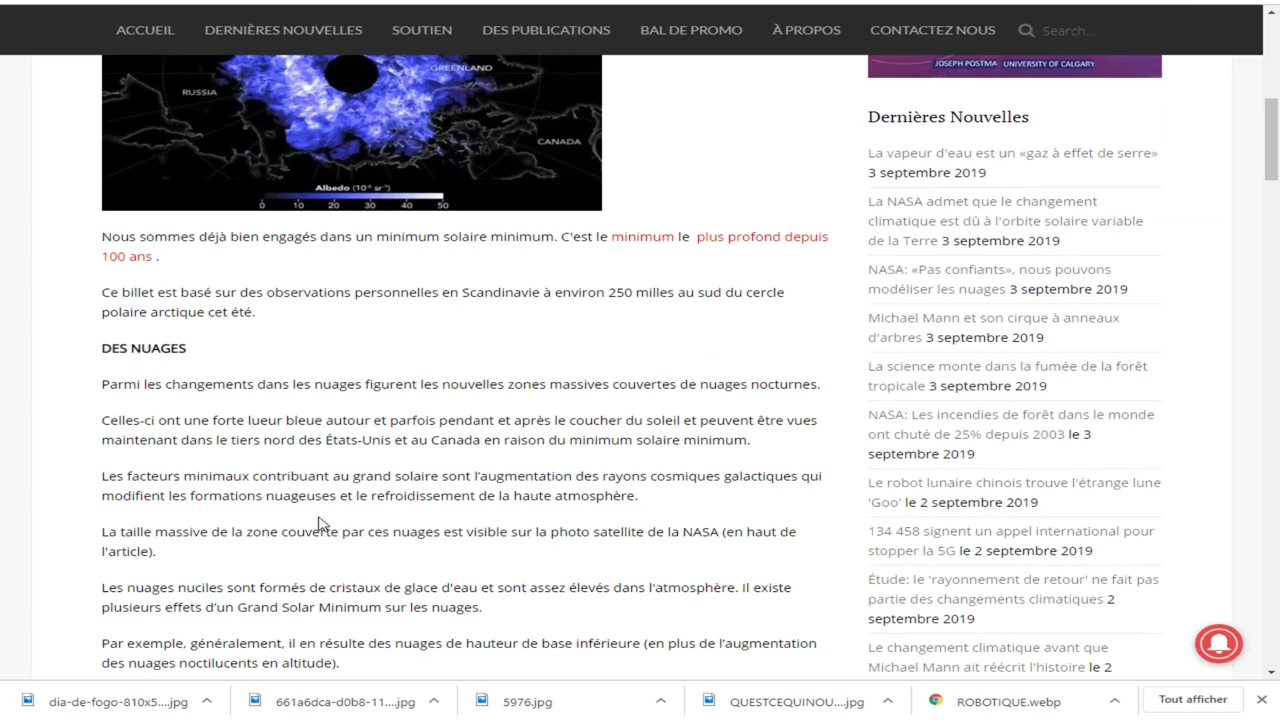 ACCUEIL DERNIÈRES NOUVELLES SOUTIEN DES PUBLICATIONS BAL DE PROMO À PROPOS CONTACTEZ NOUS Search...
GREENLAND
RUSSIA
CANADA
Albedo (10⁻⁶ sr⁻¹)
0 10 20 30 40 50
Nous sommes déjà bien engagés dans un minimum solaire minimum. C'est le minimum le plus profond depuis
100 ans .
Ce billet est basé sur des observations personnelles en Scandinavie à environ 250 milles au sud du cercle
polaire arctique cet été.
DES NUAGES
Parmi les changements dans les nuages figurent les nouvelles zones massives couvertes de nuages nocturnes.
Celles-ci ont une forte lueur bleue autour et parfois pendant et après le coucher du soleil et peuvent être vues
maintenant dans le tiers nord des États-Unis et au Canada en raison du minimum solaire minimum.
Les facteurs minimaux contribuant au grand solaire sont l'augmentation des rayons cosmiques galactiques qui
modifient les formations nuageuses et le refroidissement de la haute atmosphère.
La taille massive de la zone couverte par ces nuages est visible sur la photo satellite de la NASA (en haut de
l'article).
Les nuages nuciles sont formés de cristaux de glace d'eau et sont assez élevés dans l'atmosphère. Il existe
plusieurs effets d'un Grand Solar Minimum sur les nuages.
Par exemple, généralement, il en résulte des nuages de hauteur de base inférieure (en plus de l'augmentation
des nuages noctilucents en altitude).
JOSEPH POSTMA UNIVERSITY OF CALGARY
Dernières Nouvelles
La vapeur d'eau est un «gaz à effet de serre»
3 septembre 2019
La NASA admet que le changement
climatique est dû à l'orbite solaire variable
de la Terre 3 septembre 2019
NASA: «Pas confiants», nous pouvons
modéliser les nuages 3 septembre 2019
Michael Mann et son cirque à anneaux
d'arbres 3 septembre 2019
La science monte dans la fumée de la forêt
tropicale 3 septembre 2019
NASA: Les incendies de forêt dans le monde
ont chuté de 25% depuis 2003 le 3
septembre 2019
Le robot lunaire chinois trouve l'étrange lune
'Goo' le 2 septembre 2019
134 458 signent un appel international pour
stopper la 5G le 2 septembre 2019
Étude: le 'rayonnement de retour' ne fait pas
partie des changements climatiques 2
septembre 2019
Le changement climatique avant que
Michael Mann ait réécrit l'histoire le 2
dia-de-fogo-810x5....jpg 661a6dca-d0b8-11....jpg 5976.jpg QUESTCEQUINOU....jpg ROBOTIQUE.webp Tout afficher